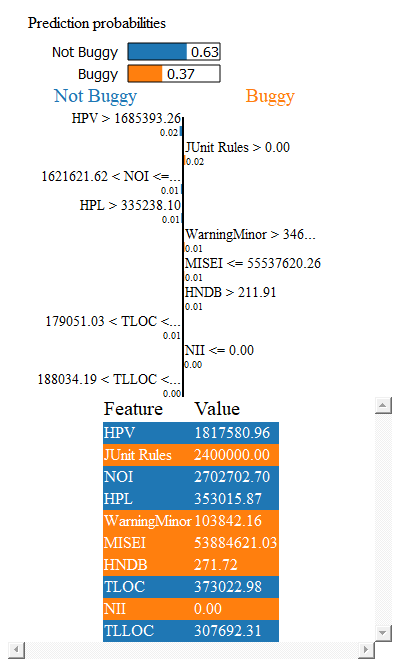 Prediction probabilities
Not Buggy 0.63
Buggy 0.37
Not Buggy Buggy
HPV > 1685393.26
0.02
JUnit Rules > 0.00
0.02
1621621.62 < NOI <=...
0.01
HPL > 335238.10
0.01
WarningMinor > 346...
0.01
MISEI <= 55537620.26
0.01
HNDB > 211.91
0.01
179051.03 < TLOC <...
0.01
NII <= 0.00
0.00
188034.19 < TLLOC <...
0.00
Feature Value
HPV 1817580.96
JUnit Rules 2400000.00
NOI 2702702.70
HPL 353015.87
WarningMinor 103842.16
MISEI 53884621.03
HNDB 271.72
TLOC 373022.98
NII 0.00
TLLOC 307692.31